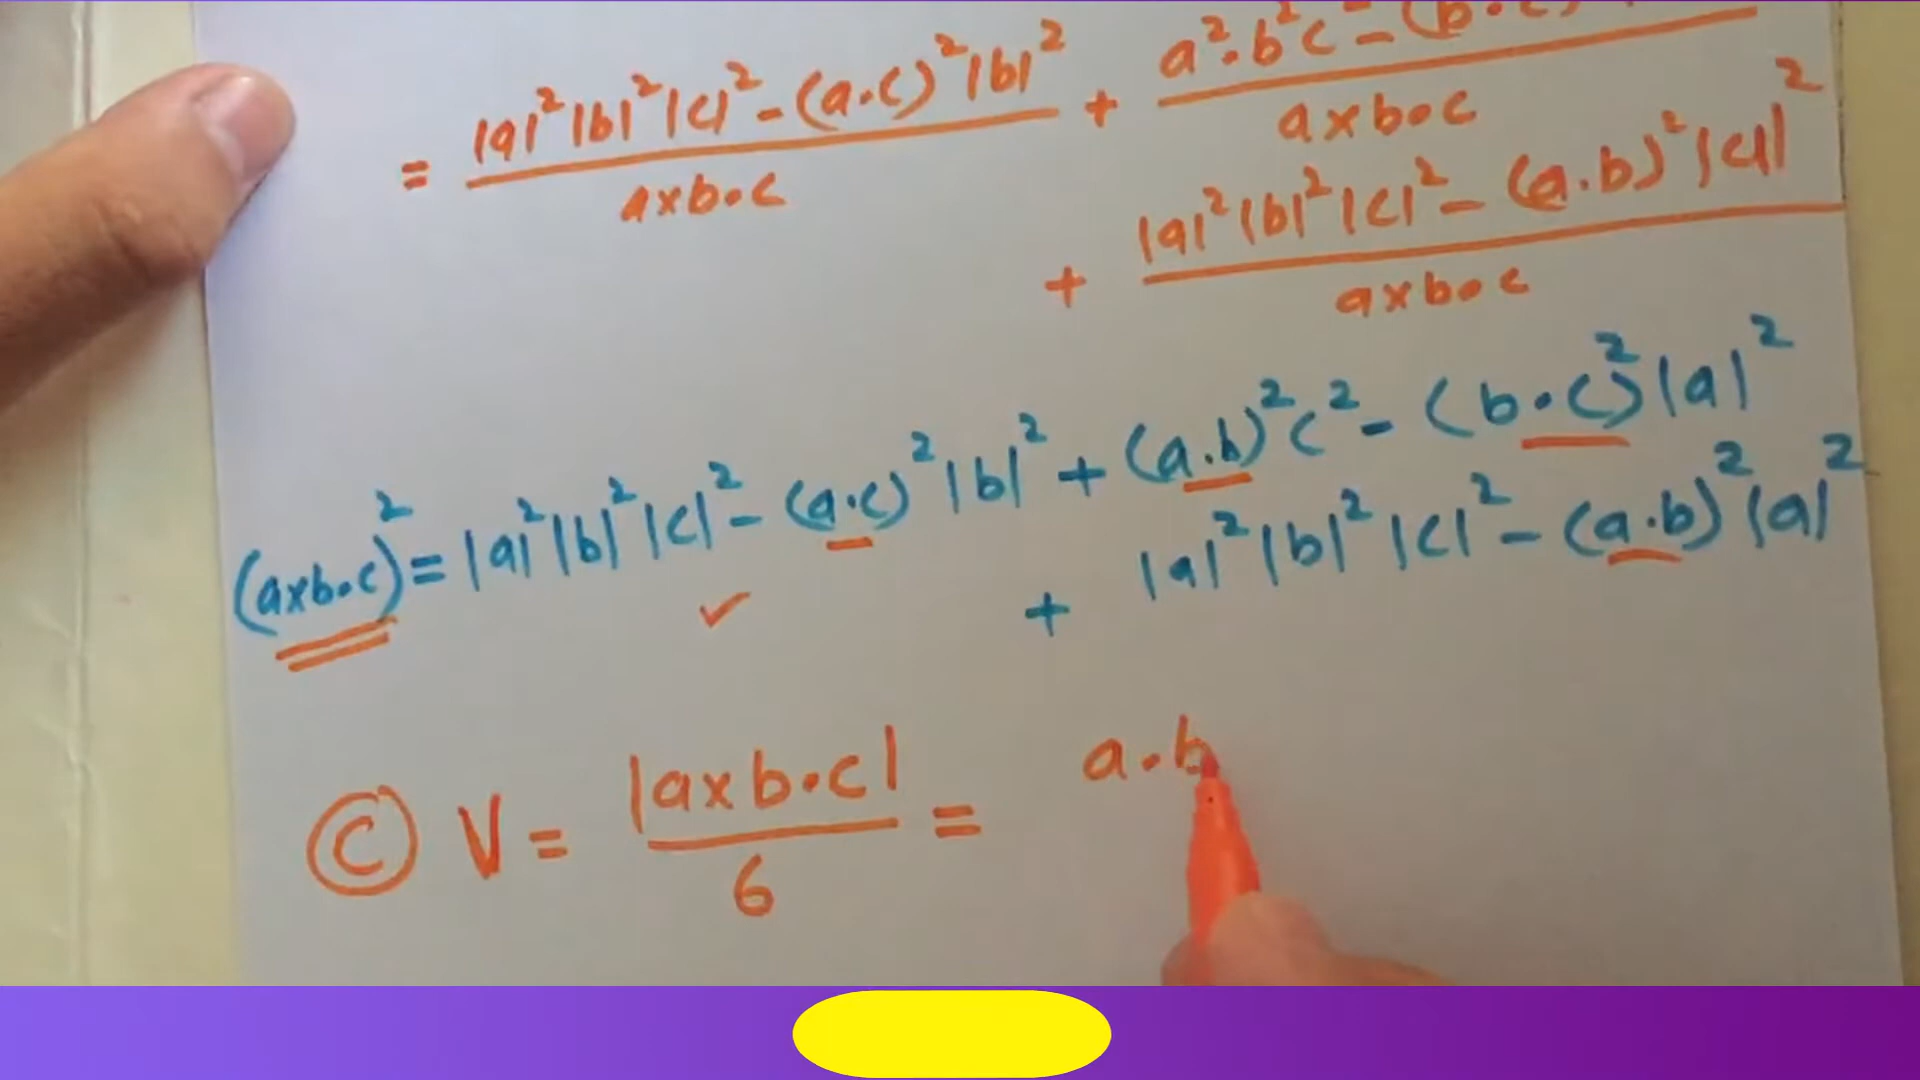 = |a|²|b|²|c|² - (a.c)²|b|² / a×b•c + a²•b²c² - (b•c) / a×b•c
+ |a|²|b|²|c|² - (a.b)²|c|² / a×b•c
(a×b•c)² = |a|²|b|²|c|² - (a.c)²|b|² + (a.b)²c² - (b•c)²|a|²
+ |a|²|b|²|c|² - (a.b)²|a|²
Ⓒ V = |a×b•c| / 6 = a.b